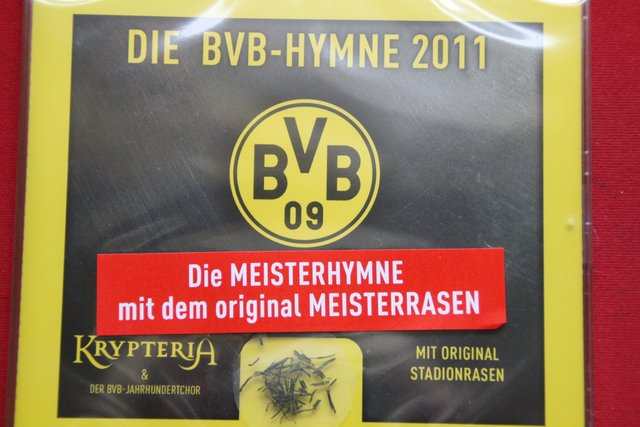 DIE BVB-HYMNE 2011
BVB
09
Die MEISTERHYMNE
mit dem original MEISTERRASEN
KRYPTERIA
&
DER BVB-JAHRHUNDERTCHOR
MIT ORIGINAL
STADIONRASEN